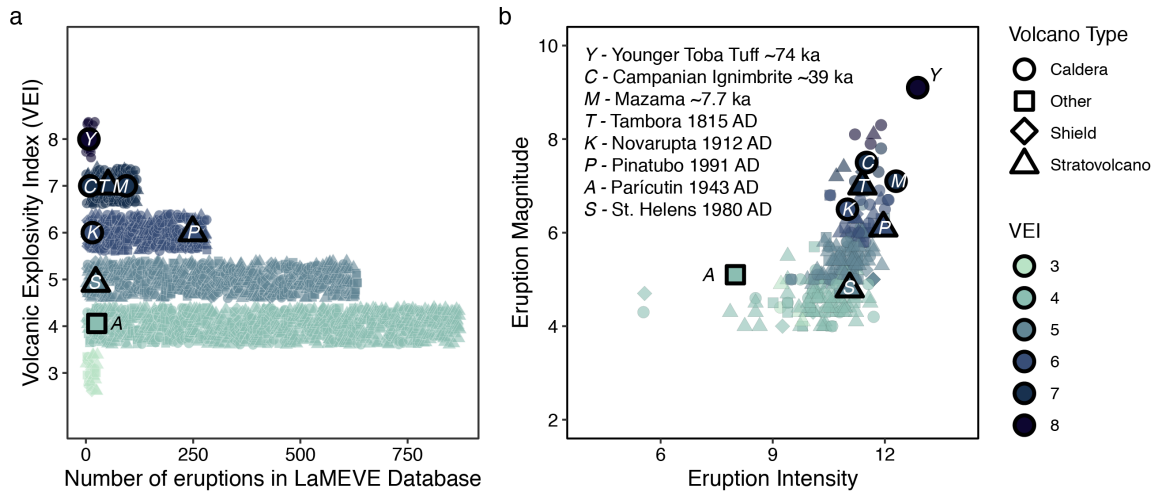 a
Volcanic Explosivity Index (VEI)
8
7
6
5
4
3
Y
C T M
K P
S
A
0 250 500 750
Number of eruptions in LaMEVE Database
b
Eruption Magnitude
10
8
6
4
2
Y - Younger Toba Tuff ~74 ka
C - Campanian Ignimbrite ~39 ka
M - Mazama ~7.7 ka
T - Tambora 1815 AD
K - Novarupta 1912 AD
P - Pinatubo 1991 AD
A - Parícutin 1943 AD
S - St. Helens 1980 AD
Y
C
T M
K
P
A
S
6 9 12
Eruption Intensity
Volcano Type
Caldera
Other
Shield
Stratovolcano
VEI
3
4
5
6
7
8